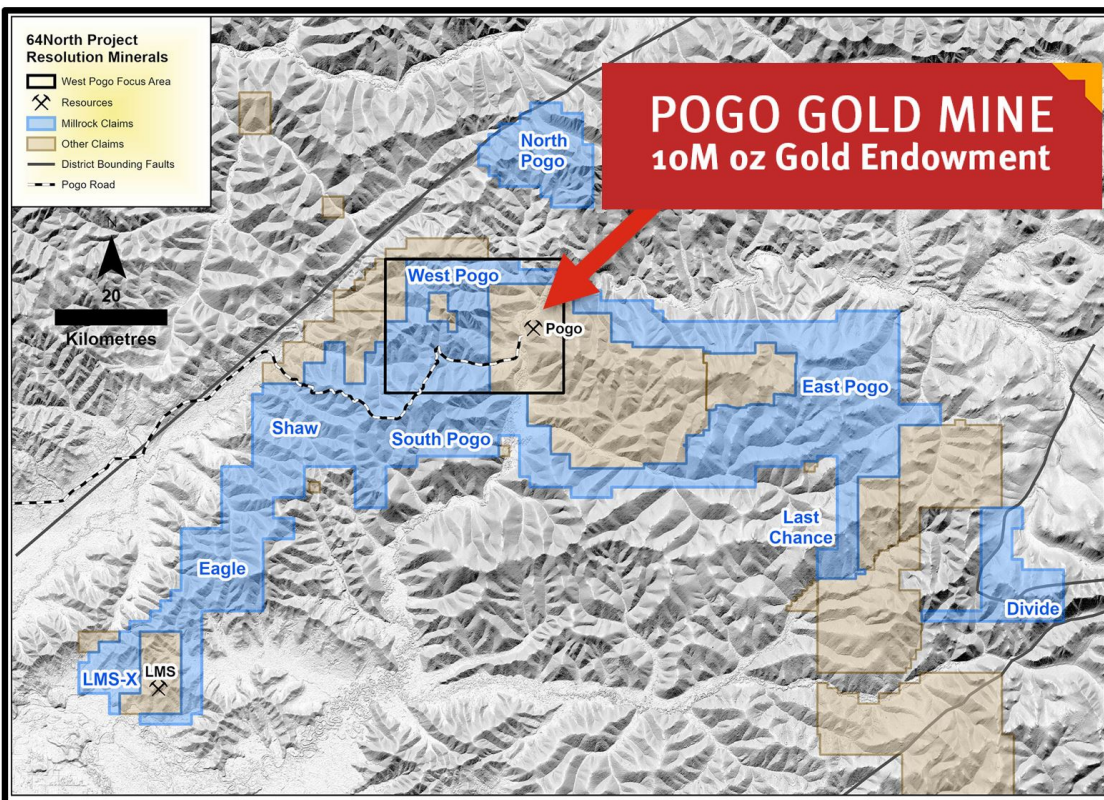 64North Project
Resolution Minerals
West Pogo Focus Area
Resources
Millrock Claims
Other Claims
District Bounding Faults
Pogo Road
POGO GOLD MINE
10M oz Gold Endowment
North
Pogo
N
20
Kilometres
West Pogo
Pogo
East Pogo
Shaw
South Pogo
Last
Chance
Eagle
Divide
LMS-X
LMS